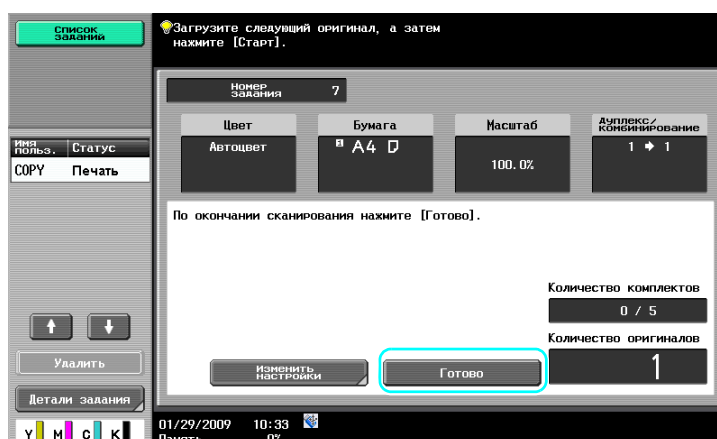 Список
заданий
Загрузите следующий оригинал, а затем
нажмите [Старт].
Номер
задания
7
Цвет
Автоцвет
Бумага
A4
Масштаб
100.0%
Дуплекс/
Комбинирование
1 → 1
Имя
польз.
Статус
COPY
Печать
По окончании сканирования нажмите [Готово].
Количество комплектов
0 / 5
Количество оригиналов
1
Удалить
Изменить
настройки
Готово
Детали задания
Y M C K
01/29/2009 10:33
Память 0%